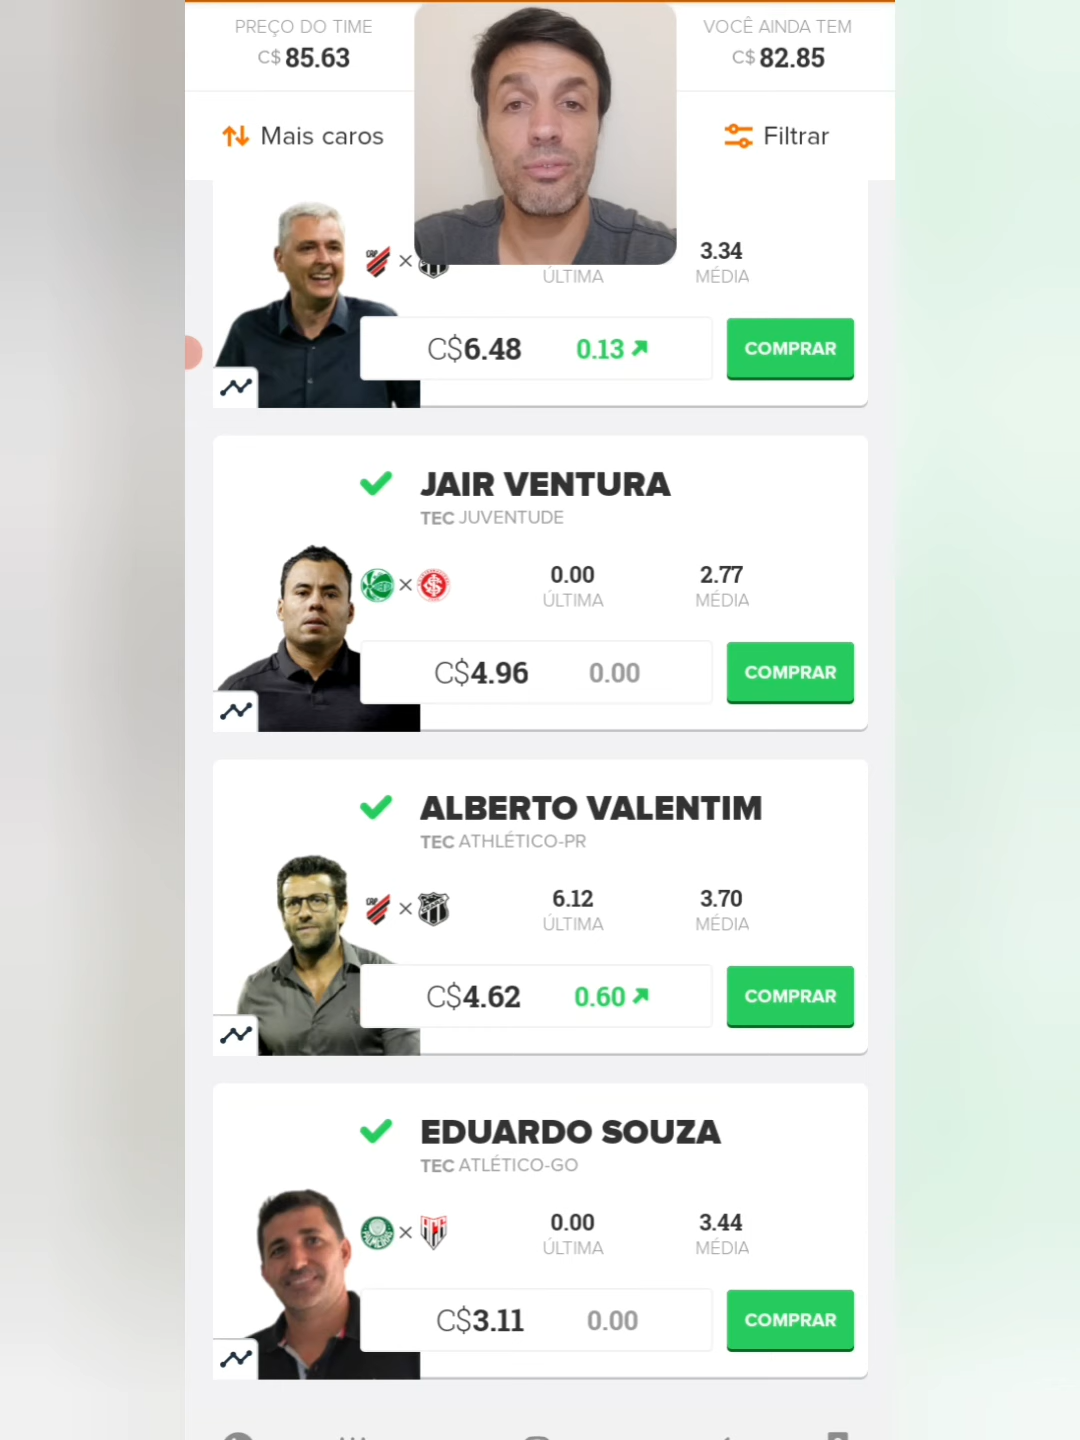 PREÇO DO TIME
C$ 85.63
VOCÊ AINDA TEM
C$ 82.85
Mais caros
Filtrar
3.34
ÚLTIMA
MÉDIA
C$6.48
0.13
COMPRAR
JAIR VENTURA
TEC JUVENTUDE
0.00
2.77
ÚLTIMA
MÉDIA
C$4.96
0.00
COMPRAR
ALBERTO VALENTIM
TEC ATHLÉTICO-PR
6.12
3.70
ÚLTIMA
MÉDIA
C$4.62
0.60
COMPRAR
EDUARDO SOUZA
TEC ATLÉTICO-GO
0.00
3.44
ÚLTIMA
MÉDIA
C$3.11
0.00
COMPRAR